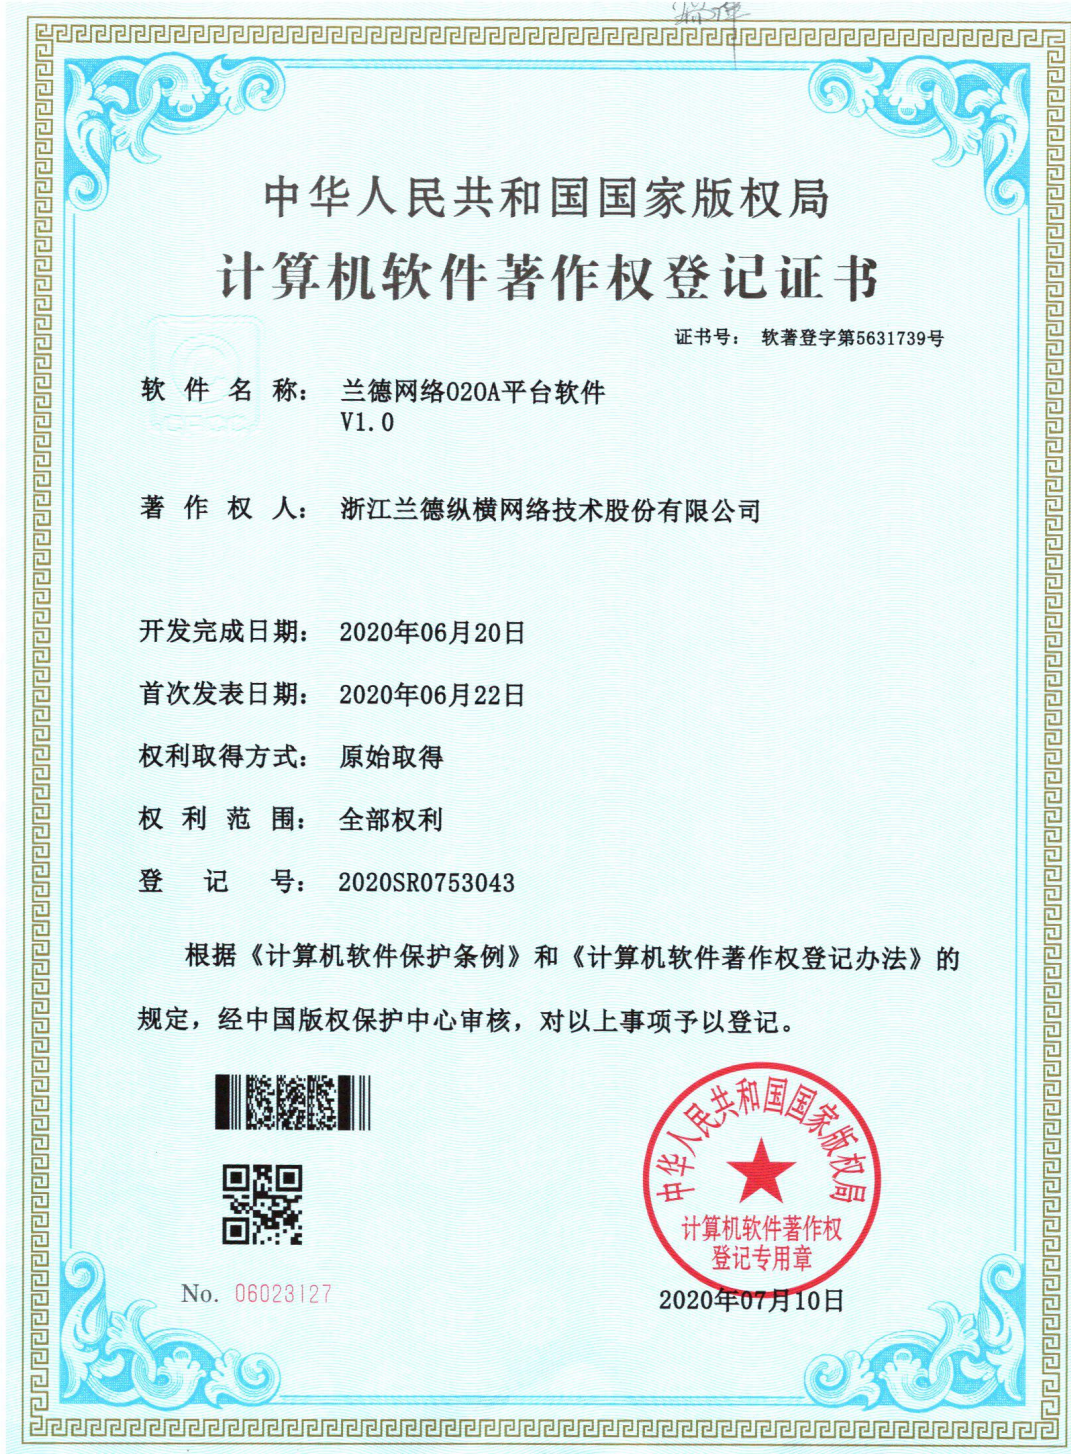 中华人民共和国国家版权局
计算机软件著作权登记证书
证书号： 软著登字第5631739号
软件名称： 兰德网络O2OA平台软件
V1.0
著作权人： 浙江兰德纵横网络技术股份有限公司
开发完成日期： 2020年06月20日
首次发表日期： 2020年06月22日
权利取得方式： 原始取得
权利范围： 全部权利
登记号： 2020SR0753043
根据《计算机软件保护条例》和《计算机软件著作权登记办法》的
规定，经中国版权保护中心审核，对以上事项予以登记。
中华人民共和国国家版权局
计算机软件著作权
登记专用章
No. 06023127
2020年07月10日